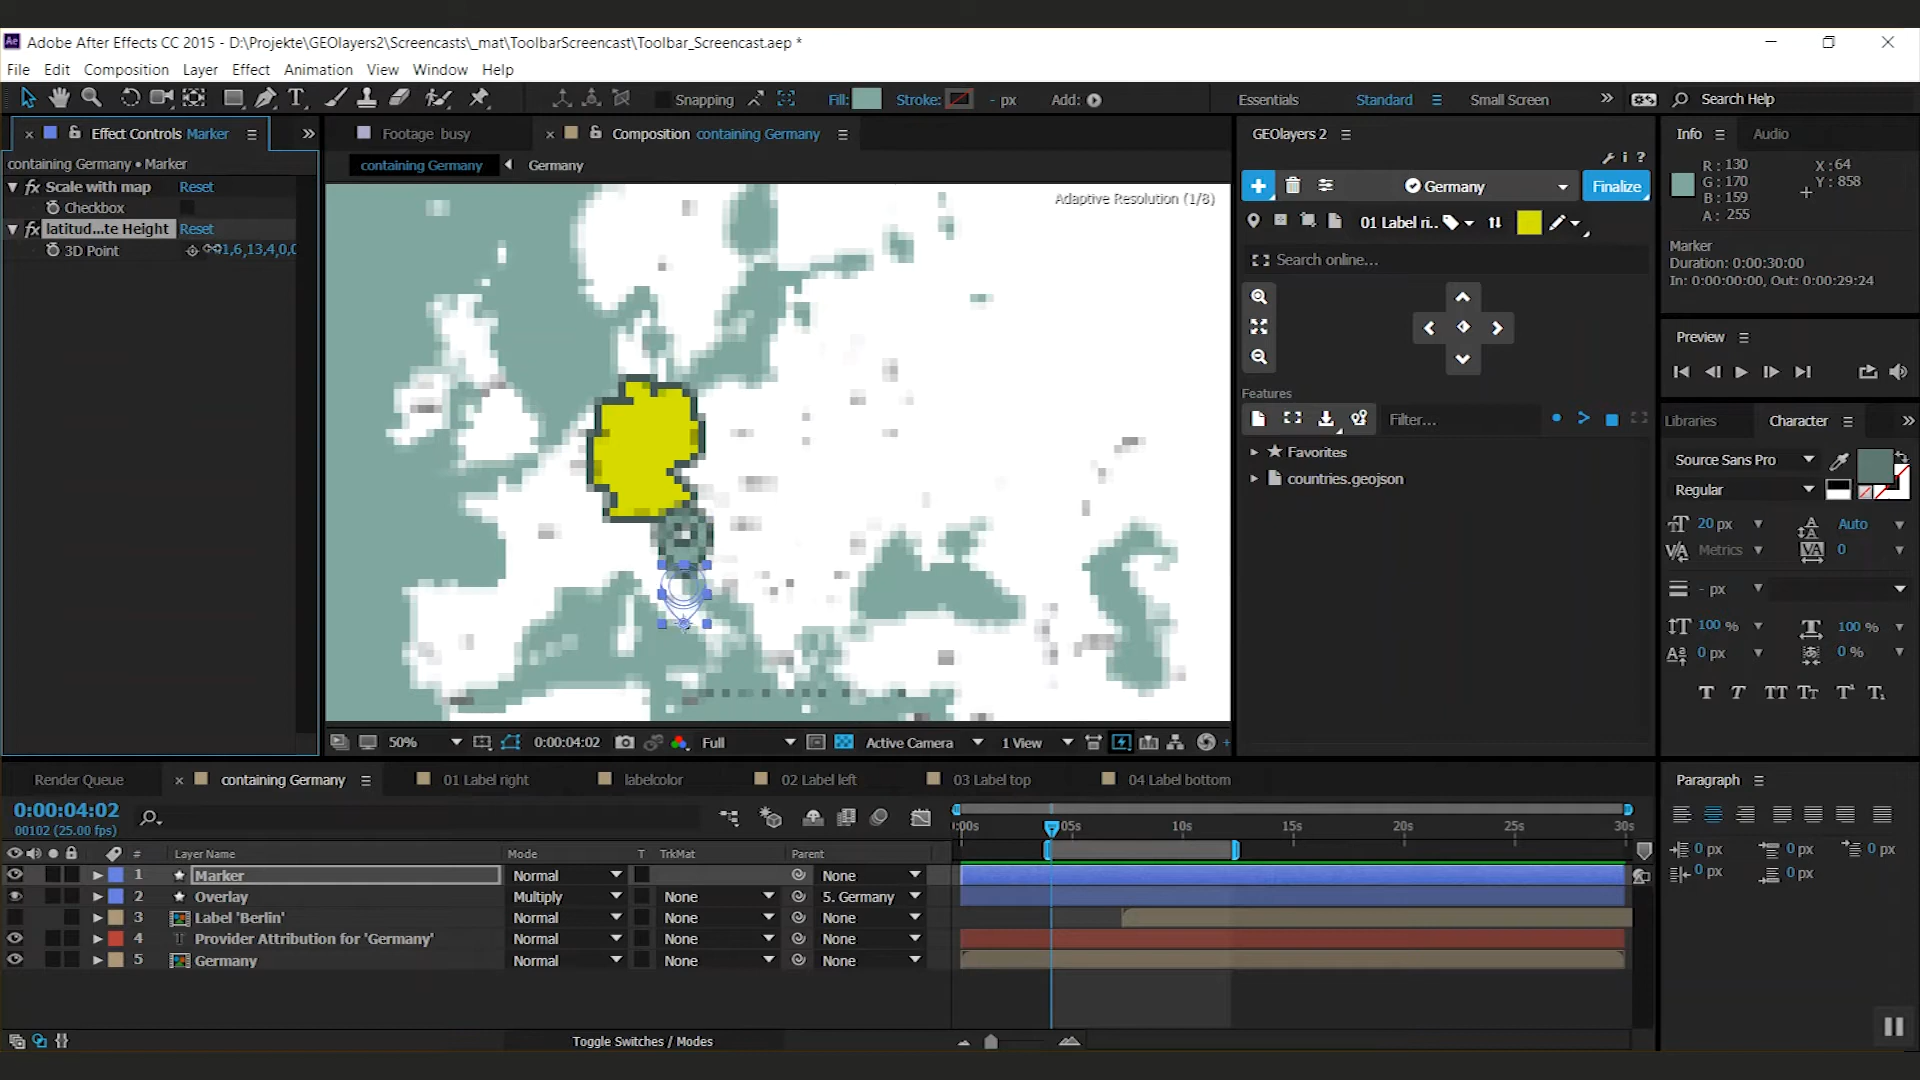 Adobe After Effects CC 2015 - D:\Projekte\GEOlayers2\Screencasts\_mat\ToolbarScreencast\Toolbar_Screencast.aep *
File Edit Composition Layer Effect Animation View Window Help
Snapping Fill: Stroke: - px Add: Essentials Standard Small Screen Search Help
Effect Controls Marker Footage busy Composition containing Germany GEOlayers 2 Info Audio
containing Germany • Marker
containing Germany Germany
Scale with map Reset
Checkbox
latitud...te Height Reset
3D Point 1,6,13,4,0,0
Adaptive Resolution (1/8)
Germany Finalize
01 Label ri..
Search online...
Features
Filter...
Favorites
countries.geojson
R: 130 X: 64
G: 170 Y: 858
B: 159
A: 255
Marker
Duration: 0:00:30:00
In: 0:00:00:00, Out: 0:00:29:24
Preview
Libraries Character
Source Sans Pro
Regular
20 px Auto
Metrics 0
- px
100 % 100 %
0 px 0 %
50% 0:00:04:02 Full Active Camera 1 View
Render Queue containing Germany 01 Label right labelcolor 02 Label left 03 Label top 04 Label bottom
Paragraph
0 px 0 px 0 px
0 px 0 px
0:00:04:02
00102 (25.00 fps)
:00s 05s 10s 15s 20s 25s 30s
# Layer Name Mode T TrkMat Parent
1 Marker Normal None
2 Overlay Multiply None 5. Germany
3 Label 'Berlin' Normal None None
4 Provider Attribution for 'Germany' Normal None None
5 Germany Normal None None
Toggle Switches / Modes